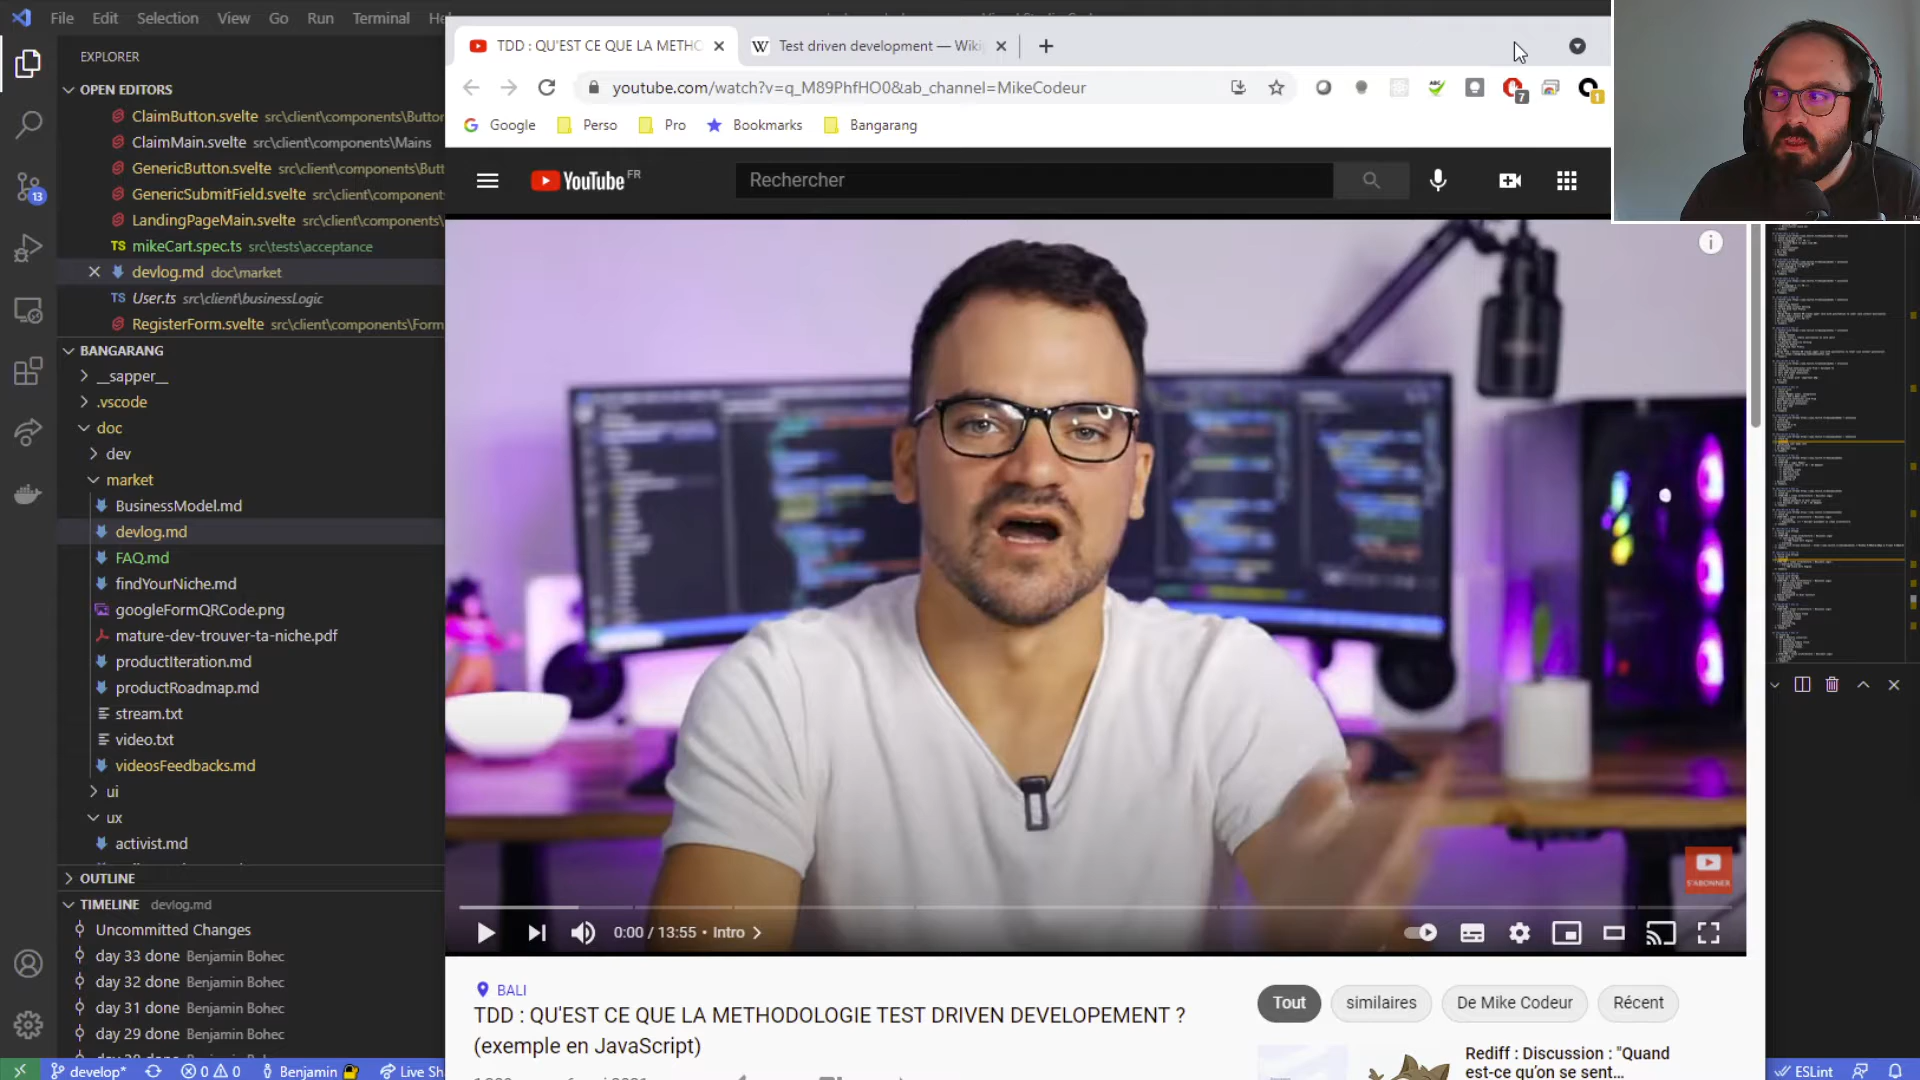 File Edit Selection View Go Run Terminal
EXPLORER
OPEN EDITORS
ClaimButton.svelte src\client\components\Button
ClaimMain.svelte src\client\components\Mains
GenericButton.svelte src\client\components\Butt
GenericSubmitField.svelte src\client\component
LandingPageMain.svelte src\client\components\
TS mikeCart.spec.ts src\tests\acceptance
devlog.md doc\market
TS User.ts src\client\businessLogic
RegisterForm.svelte src\client\components\Form
BANGARANG
__sapper__
.vscode
doc
dev
market
BusinessModel.md
devlog.md
FAQ.md
findYourNiche.md
googleFormQRCode.png
mature-dev-trouver-ta-niche.pdf
productIteration.md
productRoadmap.md
stream.txt
video.txt
videosFeedbacks.md
ui
ux
activist.md
OUTLINE
TIMELINE devlog.md
Uncommitted Changes
day 33 done Benjamin Bohec
day 32 done Benjamin Bohec
day 31 done Benjamin Bohec
day 29 done Benjamin Bohec
13
develop* 0 0 Benjamin Live Sh
ESLint
TDD : QU'EST CE QUE LA METHO
W Test driven development — Wiki
youtube.com/watch?v=q_M89PhfHO0&ab_channel=MikeCodeur
ABC
7
1
Google Perso Pro Bookmarks Bangarang
YouTube FR
Rechercher
S'ABONNER
0:00 / 13:55 • Intro
BALI
TDD : QU'EST CE QUE LA METHODOLOGIE TEST DRIVEN DEVELOPEMENT ?
(exemple en JavaScript)
Tout similaires De Mike Codeur Récent
Rediff : Discussion : "Quand
est-ce qu'on se sent...